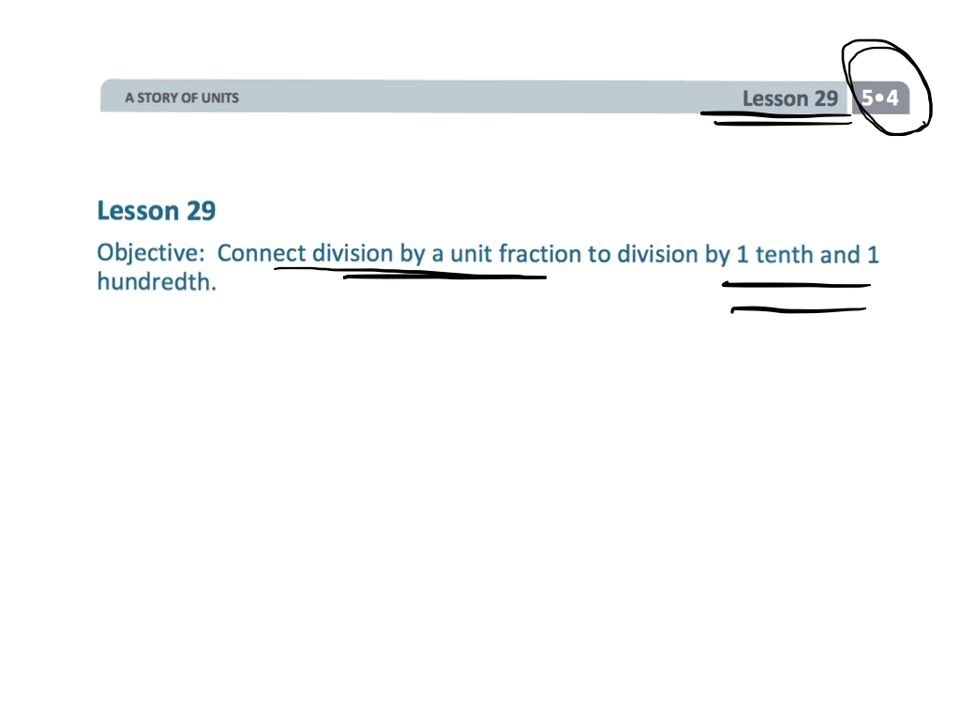 A STORY OF UNITS
Lesson 29 5•4
Lesson 29
Objective: Connect division by a unit fraction to division by 1 tenth and 1
hundredth.